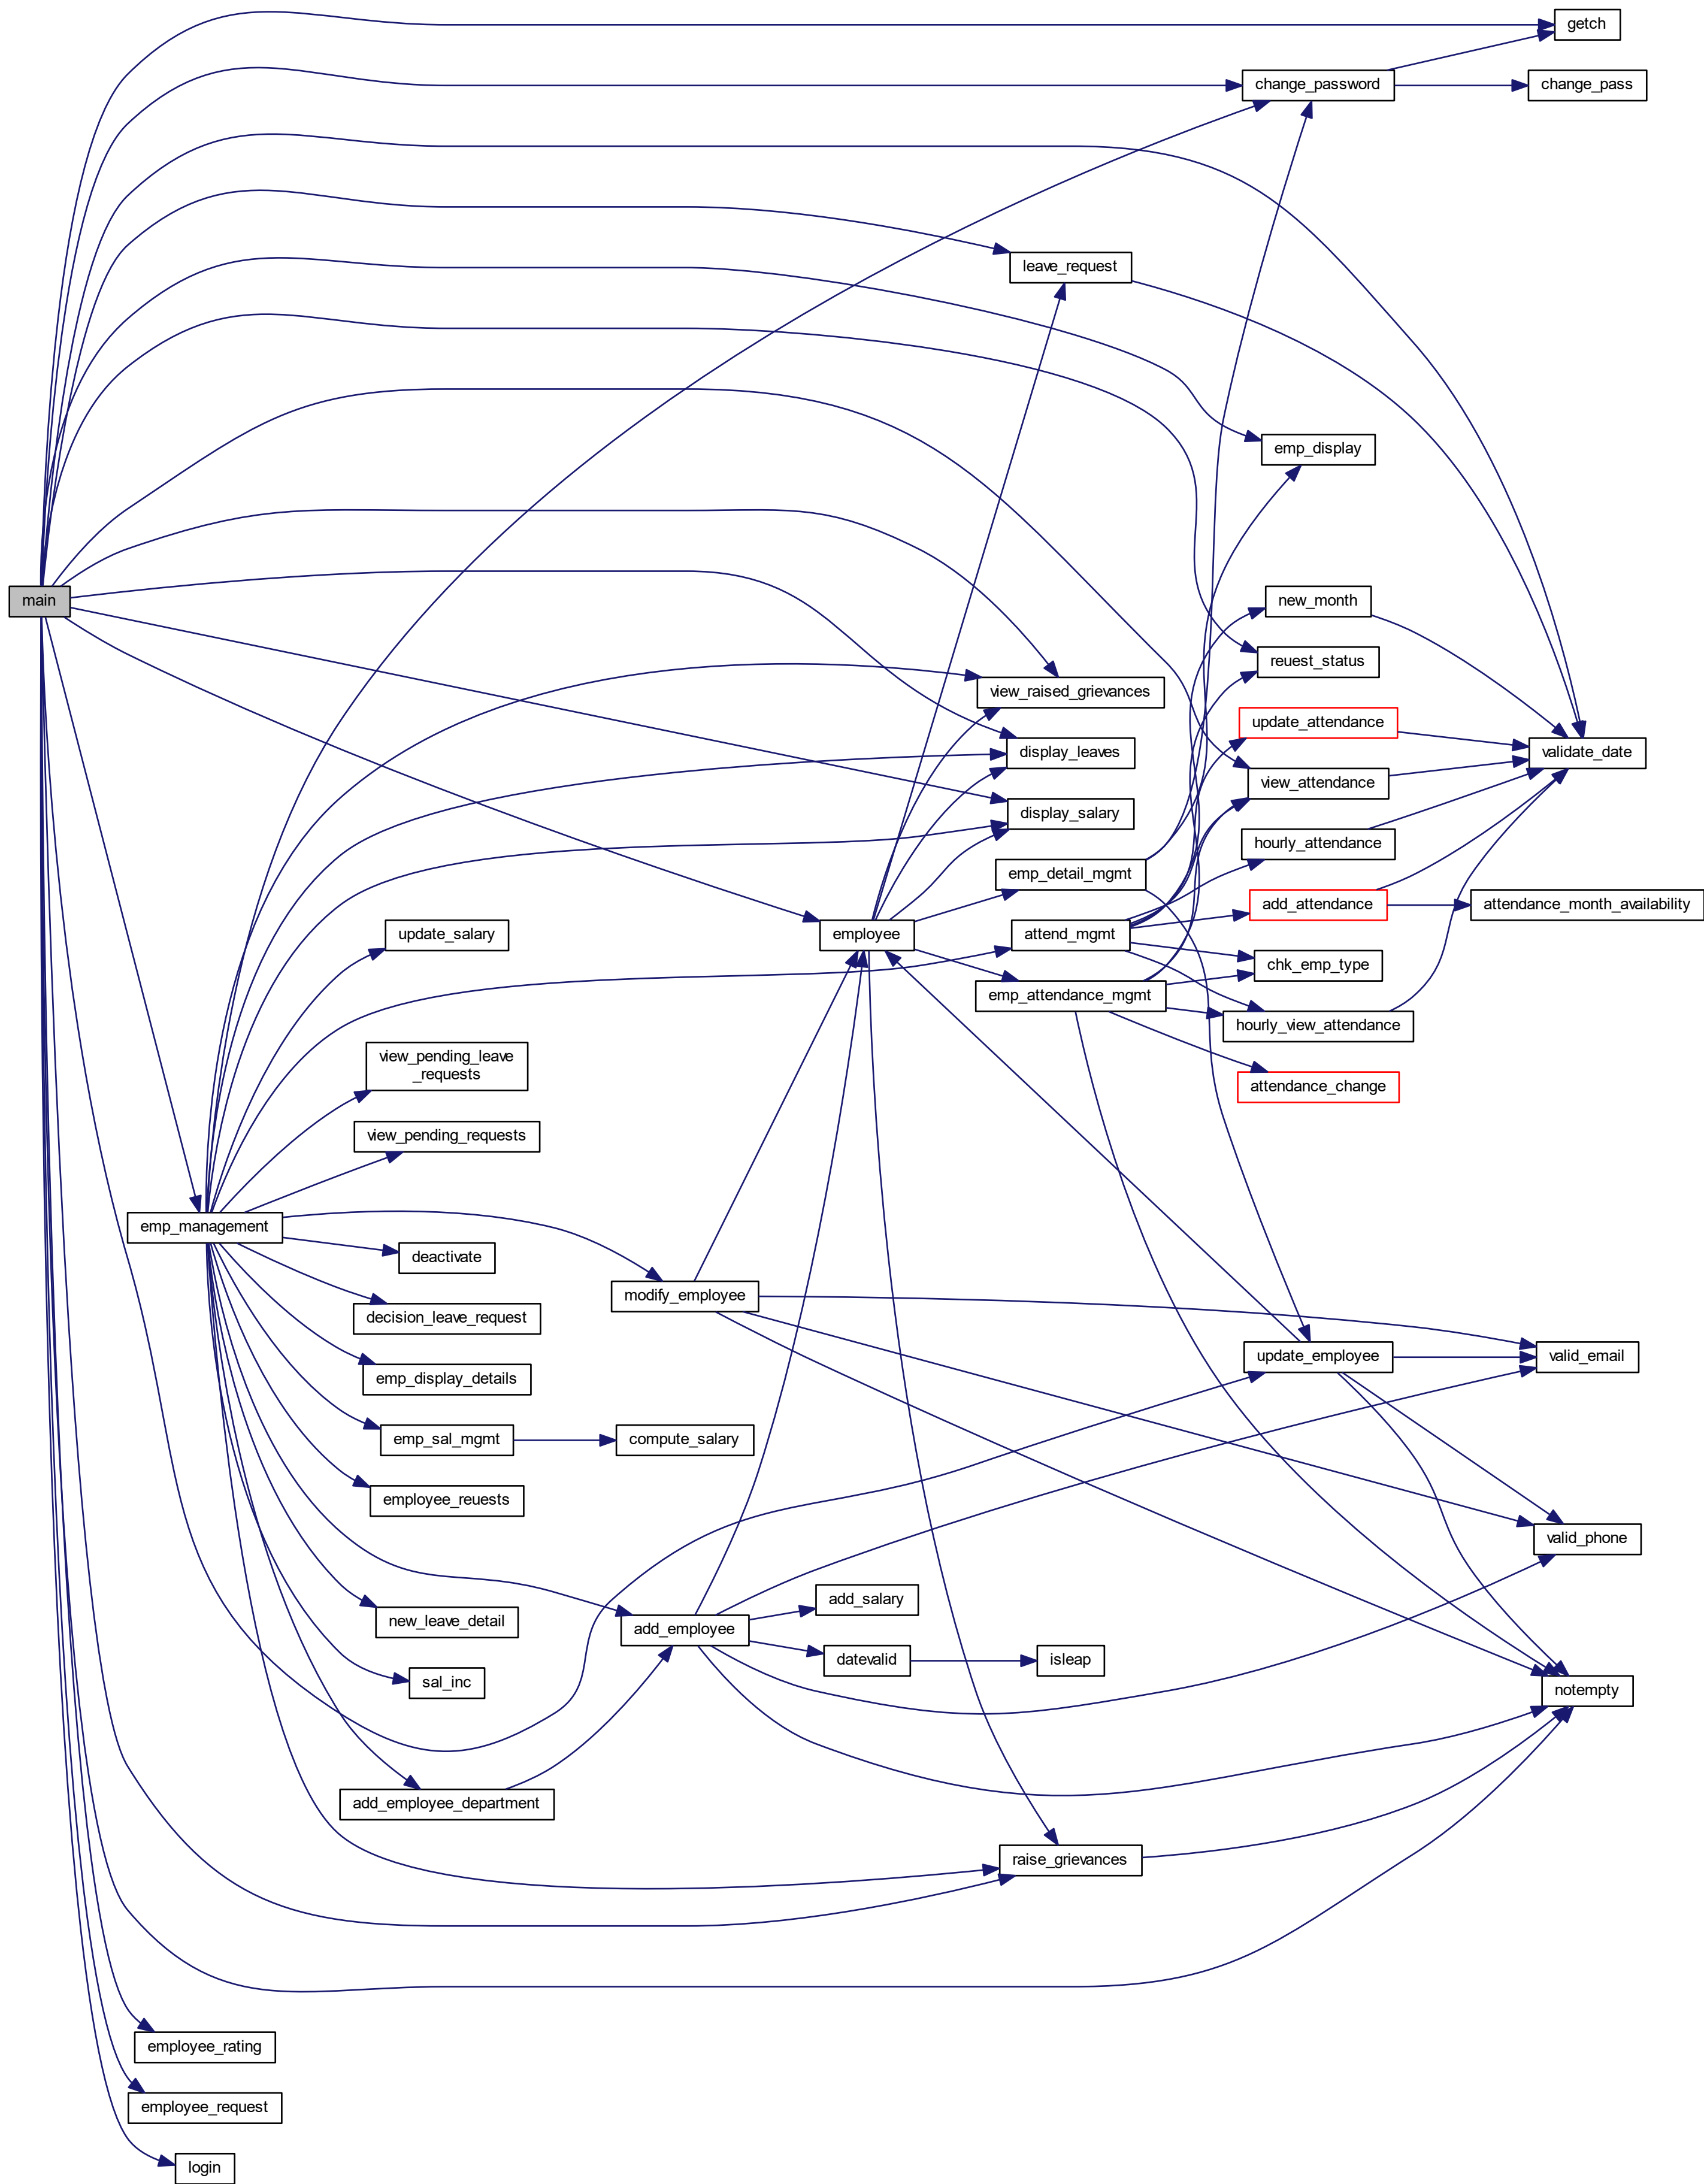 getch
change_password
change_pass
leave_request
emp_display
main
new_month
reuest_status
view_raised_grievances
update_attendance
display_leaves
validate_date
view_attendance
display_salary
hourly_attendance
emp_detail_mgmt
add_attendance
attendance_month_availability
update_salary
employee
attend_mgmt
chk_emp_type
emp_attendance_mgmt
hourly_view_attendance
view_pending_leave
_requests
attendance_change
view_pending_requests
emp_management
deactivate
modify_employee
decision_leave_request
update_employee
valid_email
emp_display_details
emp_sal_mgmt
compute_salary
employee_reuests
valid_phone
add_salary
new_leave_detail
add_employee
datevalid
isleap
sal_inc
notempty
add_employee_department
raise_grievances
employee_rating
employee_request
login